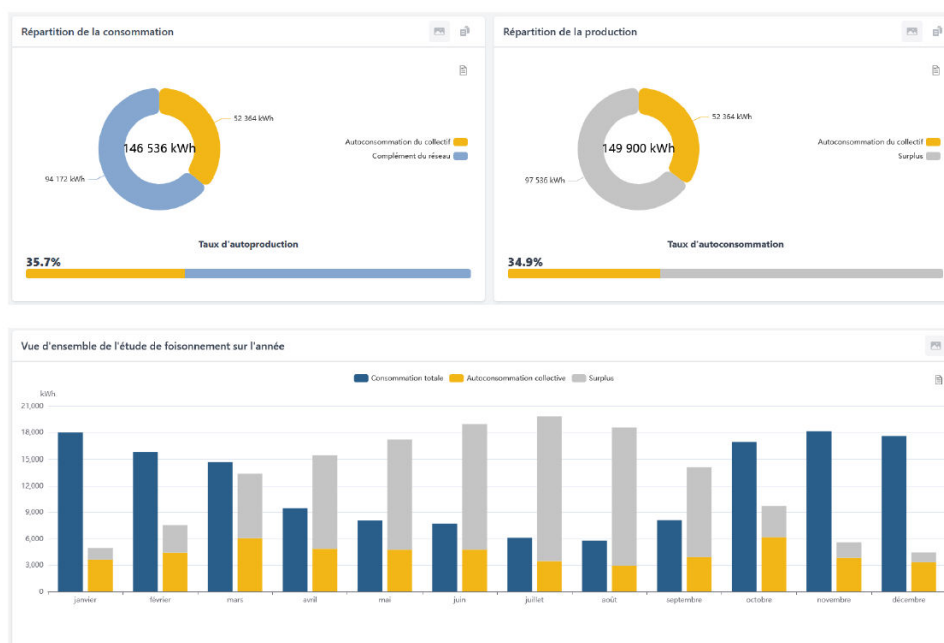 Répartition de la consommation
52 364 kWh
146 536 kWh
94 172 kWh
Autoconsommation du collectif
Complément du réseau
Taux d'autoproduction
35.7%
Répartition de la production
52 364 kWh
149 900 kWh
97 536 kWh
Autoconsommation du collectif
Surplus
Taux d'autoconsommation
34.9%
Vue d'ensemble de l'étude de foisonnement sur l'année
Consommation totale Autoconsommation collective Surplus
kWh
21,000
18,000
15,000
12,000
9,000
6,000
3,000
0
janvier février mars avril mai juin juillet août septembre octobre novembre décembre